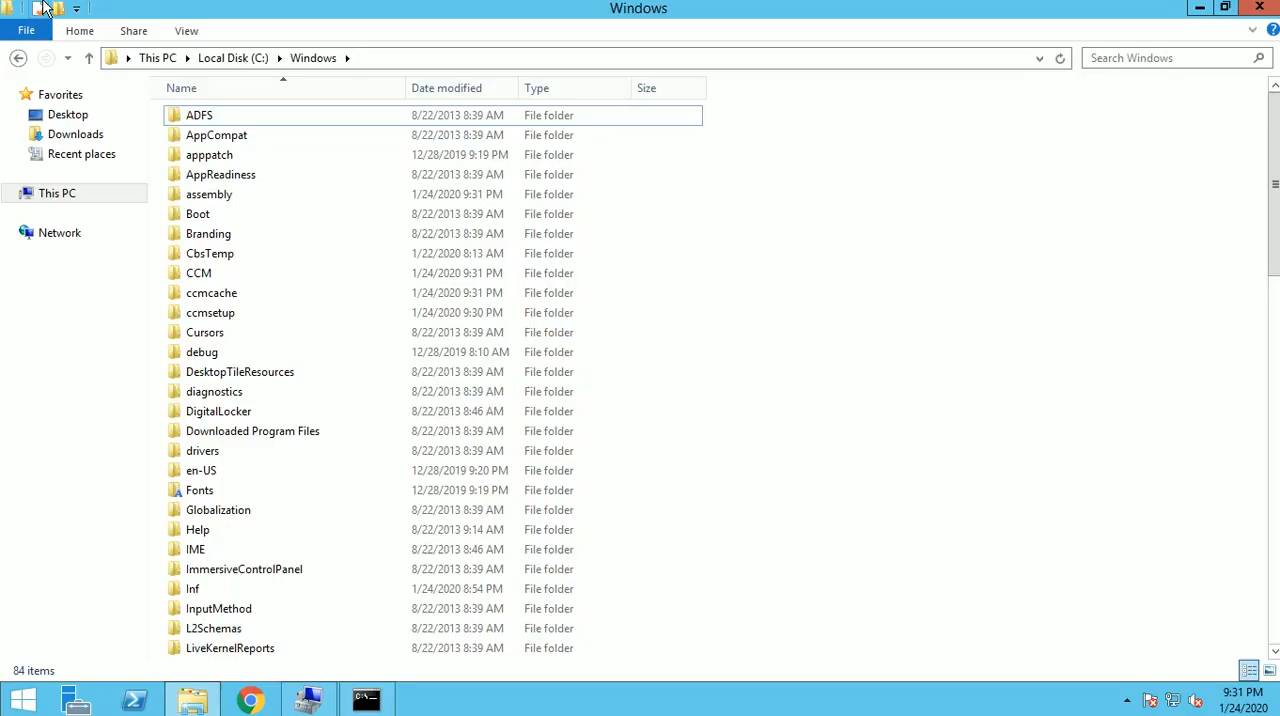 Windows
File Home Share View
This PC Local Disk (C:) Windows Search Windows
Name Date modified Type Size
Favorites
Desktop
Downloads
Recent places
This PC
Network
ADFS 8/22/2013 8:39 AM File folder
AppCompat 8/22/2013 8:39 AM File folder
apppatch 12/28/2019 9:19 PM File folder
AppReadiness 8/22/2013 8:39 AM File folder
assembly 1/24/2020 9:31 PM File folder
Boot 8/22/2013 8:39 AM File folder
Branding 8/22/2013 8:39 AM File folder
CbsTemp 1/22/2020 8:13 AM File folder
CCM 1/24/2020 9:31 PM File folder
ccmcache 1/24/2020 9:31 PM File folder
ccmsetup 1/24/2020 9:30 PM File folder
Cursors 8/22/2013 8:39 AM File folder
debug 12/28/2019 8:10 AM File folder
DesktopTileResources 8/22/2013 8:39 AM File folder
diagnostics 8/22/2013 8:39 AM File folder
DigitalLocker 8/22/2013 8:46 AM File folder
Downloaded Program Files 8/22/2013 8:39 AM File folder
drivers 8/22/2013 8:39 AM File folder
en-US 12/28/2019 9:20 PM File folder
Fonts 12/28/2019 9:19 PM File folder
Globalization 8/22/2013 8:39 AM File folder
Help 8/22/2013 9:14 AM File folder
IME 8/22/2013 8:46 AM File folder
ImmersiveControlPanel 8/22/2013 8:39 AM File folder
Inf 1/24/2020 8:54 PM File folder
InputMethod 8/22/2013 8:39 AM File folder
L2Schemas 8/22/2013 8:39 AM File folder
LiveKernelReports 8/22/2013 8:39 AM File folder
84 items
9:31 PM
1/24/2020